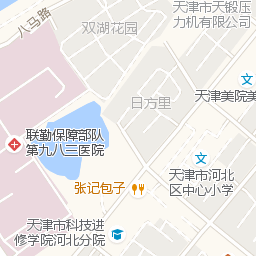 八马路
双湖花园
天津市天锻压
力机有限公司
日方里
天津美院美
联勤保障部队
第九八三医院
天津市河北
区中心小学
张记包子
天津市科技进
修学院河北分院